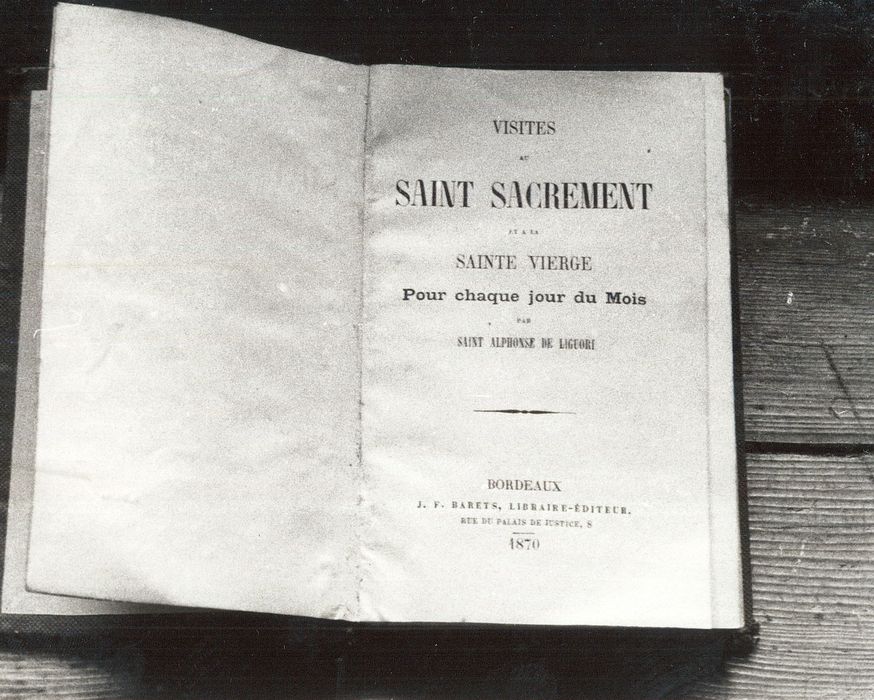 VISITES
AU
SAINT SACREMENT
ET A LA
SAINTE VIERGE
Pour chaque jour du Mois
PAR
SAINT ALPHONSE DE LIGUORI
BORDEAUX
J. F. BARETS, LIBRAIRE-ÉDITEUR,
RUE DU PALAIS DE JUSTICE, 8
1870